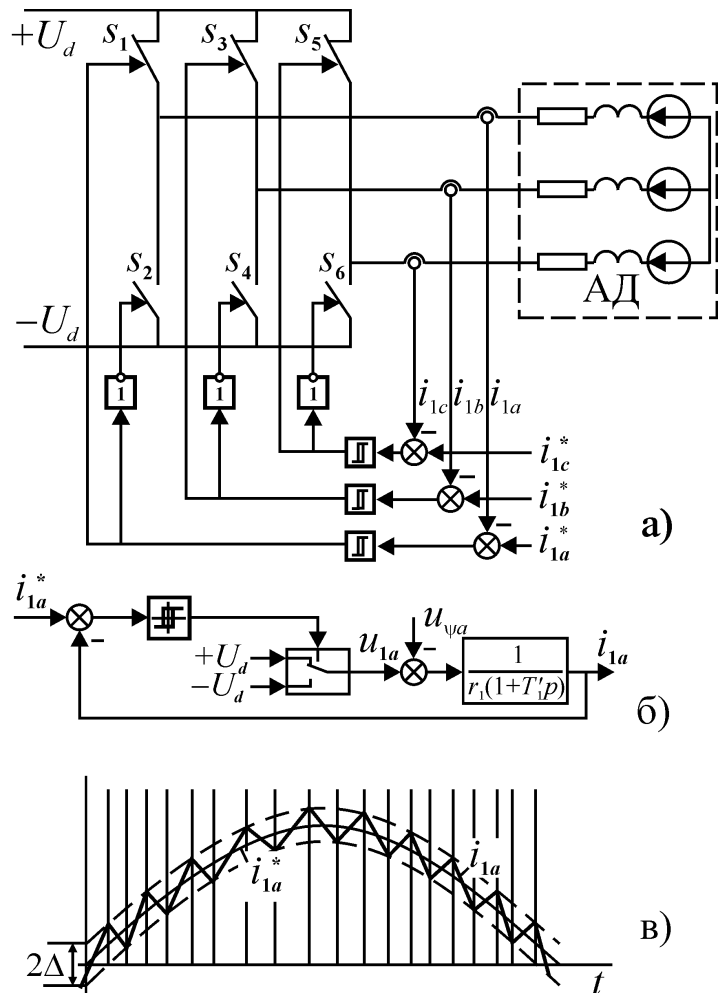 +U_d s_1 s_3 s_5
s_2 s_4 s_6
АД
−U_d
1 1 1
i_1c i_1b i_1a
− i*_1c
− i*_1b
− i*_1a
а)
i*_1a − +U_d −U_d u_1a u_ψa − 1 / r_1(1+T'_1p) i_1a
б)
i*_1a i_1a
2Δ t
в)